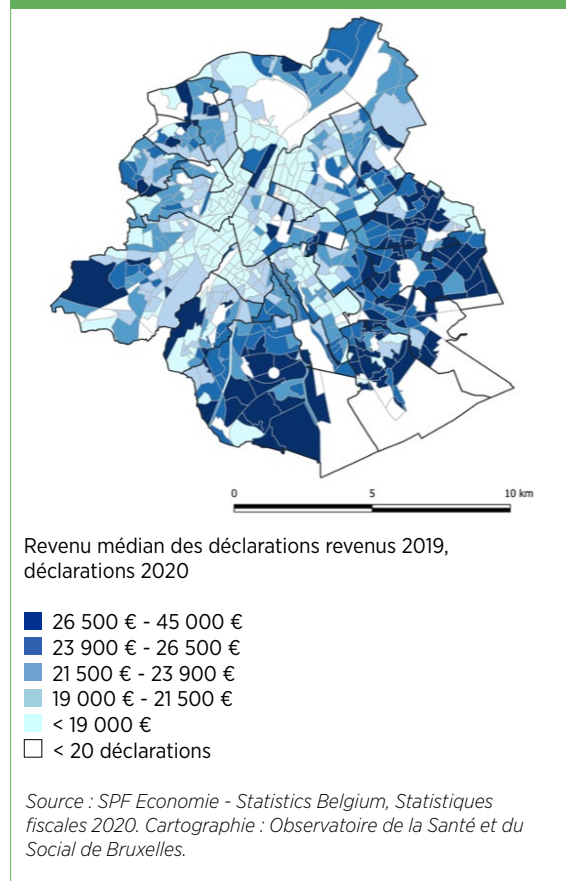 0 5 10 km
Revenu médian des déclarations revenus 2019,
déclarations 2020
26 500 € - 45 000 €
23 900 € - 26 500 €
21 500 € - 23 900 €
19 000 € - 21 500 €
< 19 000 €
< 20 déclarations
Source : SPF Economie - Statistics Belgium, Statistiques
fiscales 2020. Cartographie : Observatoire de la Santé et du
Social de Bruxelles.